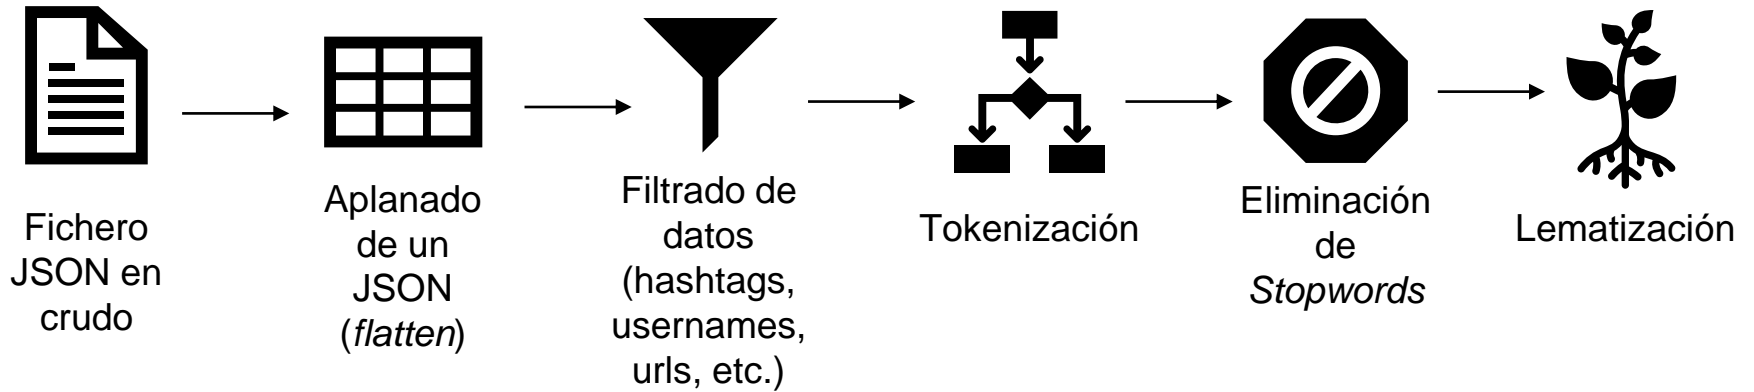 Fichero
JSON en
crudo
Aplanado
de un
JSON
(flatten)
Filtrado de
datos
(hashtags,
usernames,
urls, etc.)
Tokenización
Eliminación
de
Stopwords
Lematización